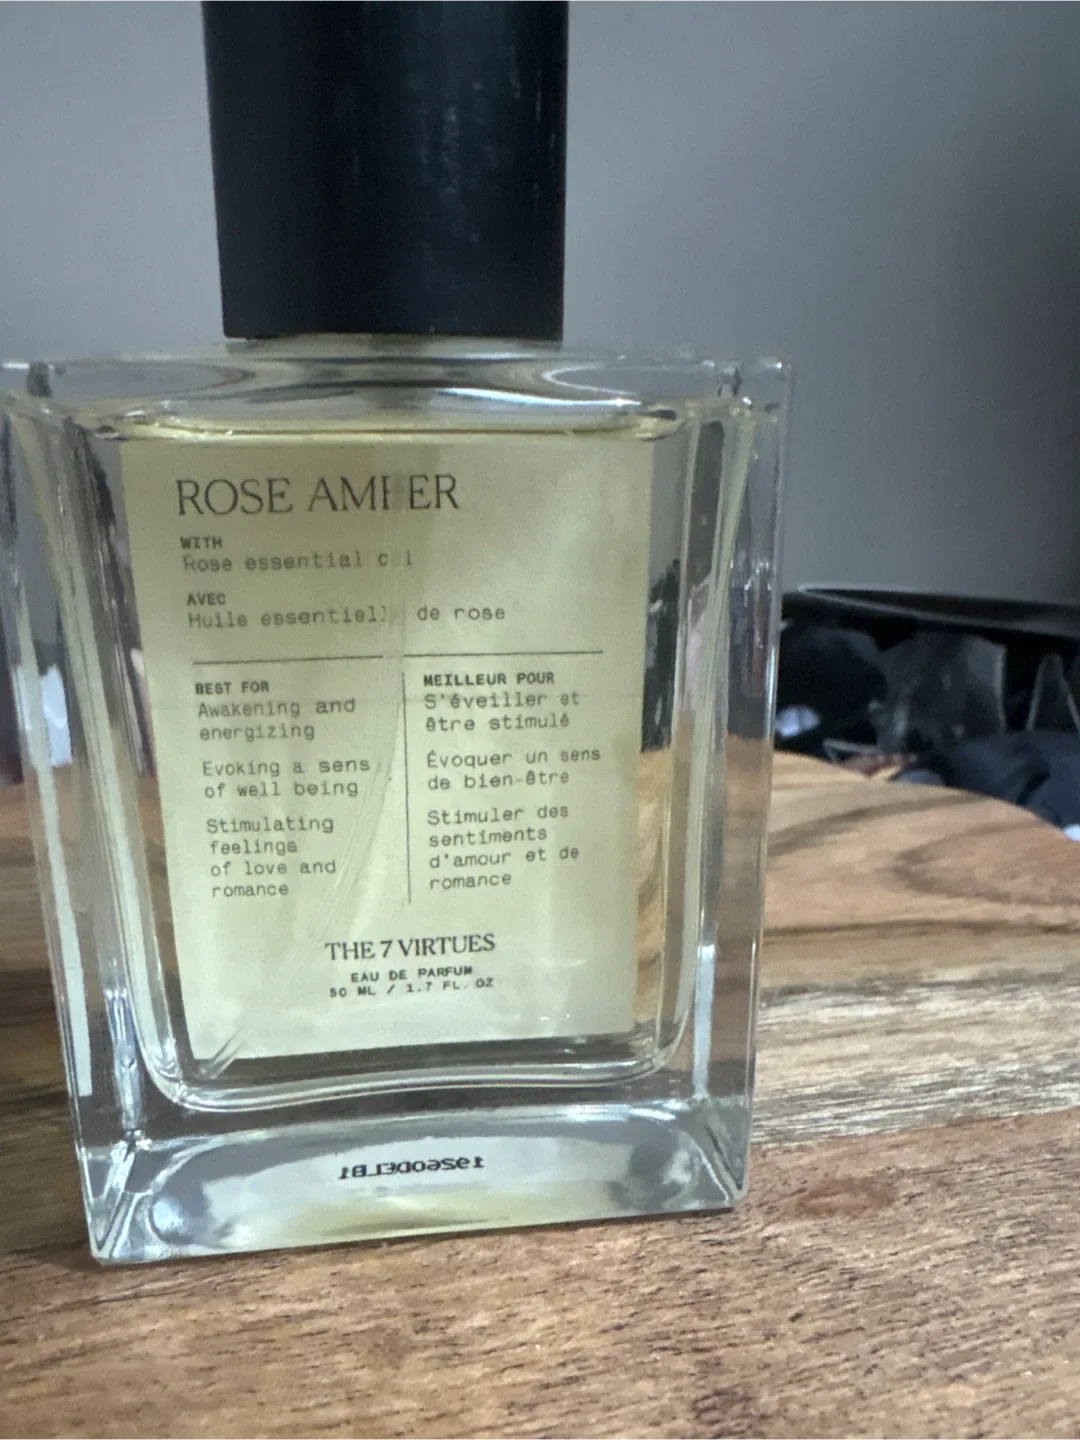 ROSE AMBER
WITH
Rose essential oil
AVEC
Huile essentielle de rose
BEST FOR
Awakening and
energizing
Evoking a sense
of well being
Stimulating
feelings
of love and
romance
MEILLEUR POUR
S'éveiller et
être stimulé
Évoquer un sens
de bien-être
Stimuler des
sentiments
d'amour et de
romance
THE 7 VIRTUES
EAU DE PARFUM
50 ML / 1.7 FL. OZ